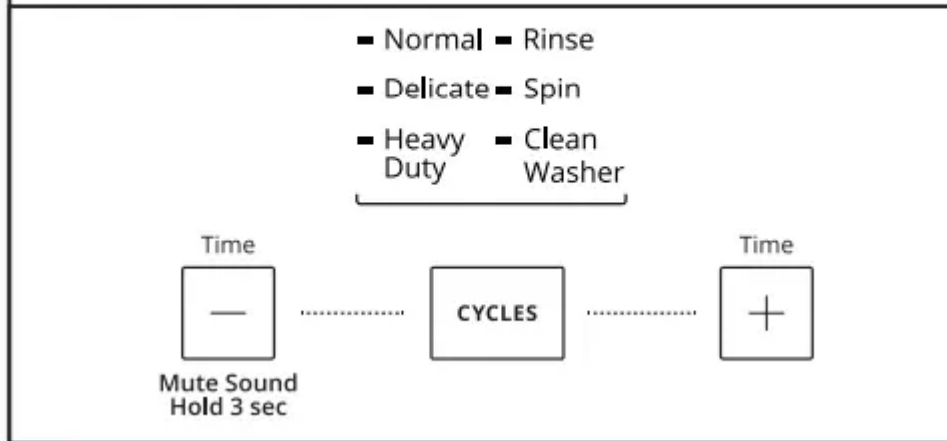 Normal Rinse
Delicate Spin
Heavy Duty
Clean Washer
Time
Time
−
CYCLES
+
Mute Sound
Hold 3 sec